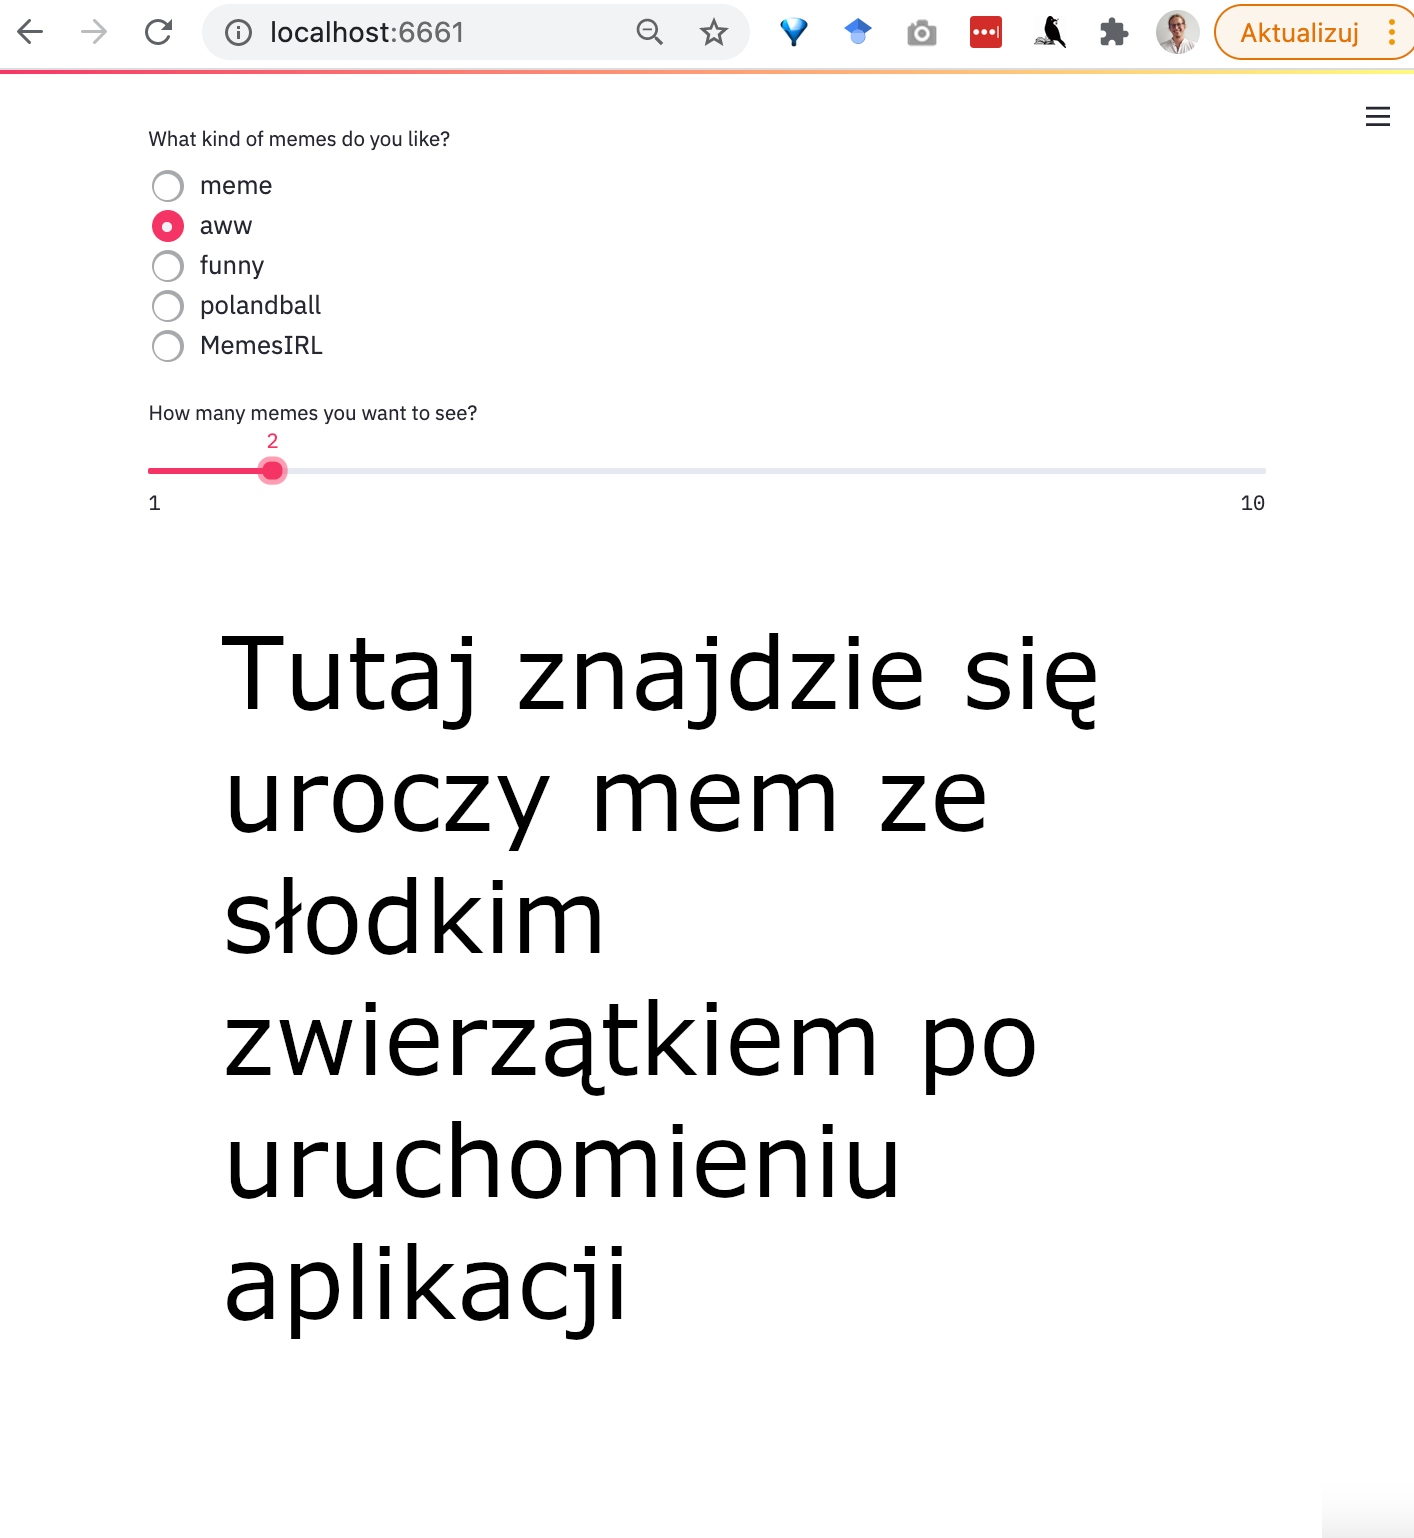 localhost:6661
Aktualizuj
What kind of memes do you like?
meme
aww
funny
polandball
MemesIRL
How many memes you want to see?
2
1 10
Tutaj znajdzie się
uroczy mem ze
słodkim
zwierzątkiem po
uruchomieniu
aplikacji